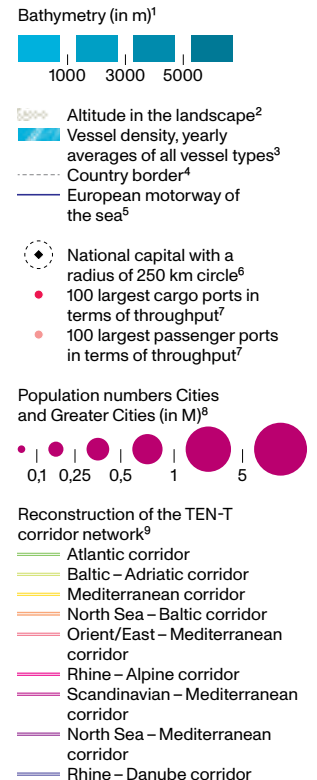 Bathymetry (in m)¹
1000 3000 5000
Altitude in the landscape²
Vessel density, yearly
averages of all vessel types³
Country border⁴
European motorway of
the sea⁵
National capital with a
radius of 250 km circle⁶
100 largest cargo ports in
terms of throughput⁷
100 largest passenger ports
in terms of throughput⁷
Population numbers Cities
and Greater Cities (in M)⁸
0,1 0,25 0,5 1 5
Reconstruction of the TEN-T
corridor network⁹
Atlantic corridor
Baltic – Adriatic corridor
Mediterranean corridor
North Sea – Baltic corridor
Orient/East – Mediterranean
corridor
Rhine – Alpine corridor
Scandinavian – Mediterranean
corridor
North Sea – Mediterranean
corridor
Rhine – Danube corridor